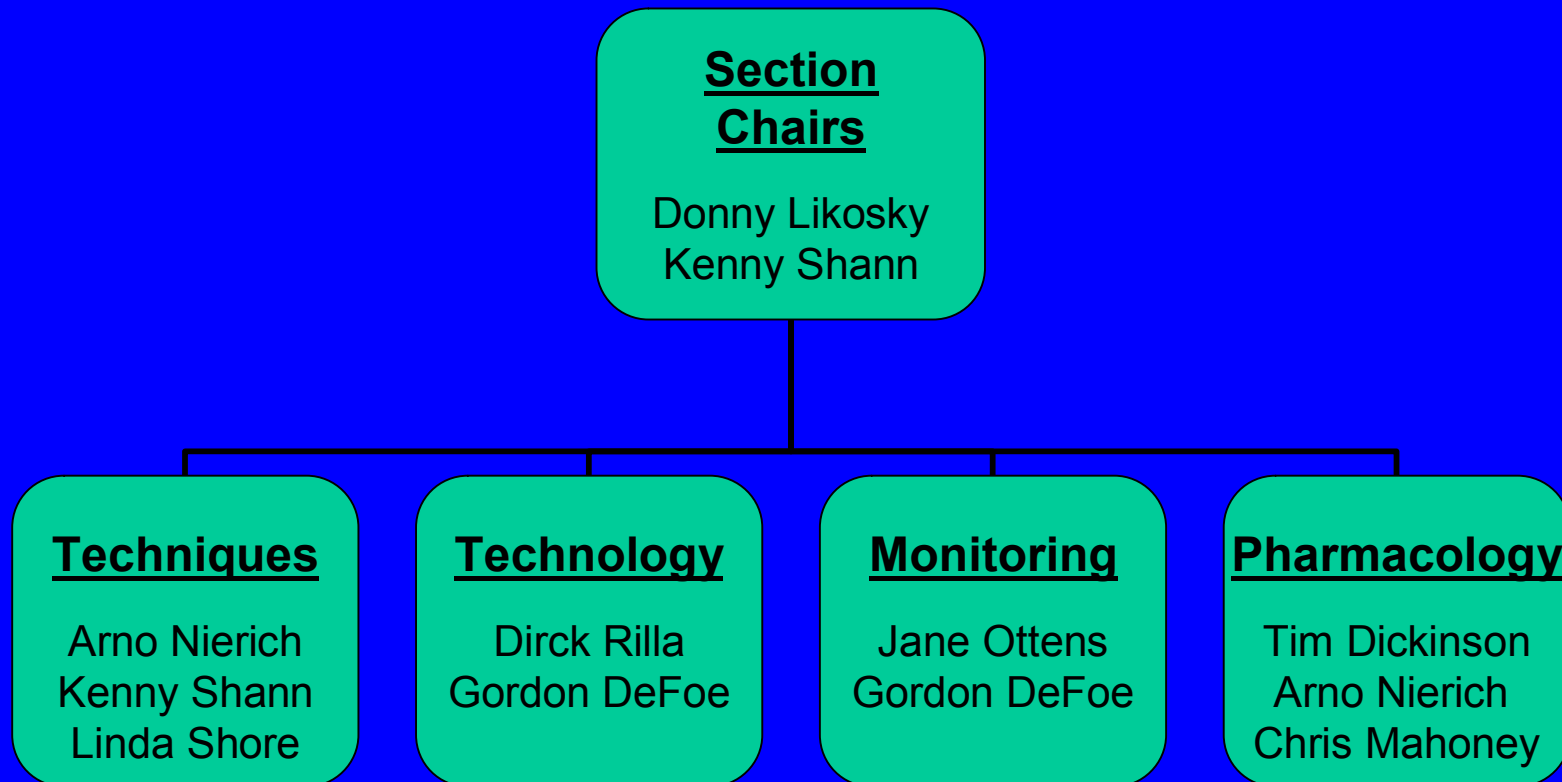 Section
Chairs
Donny Likosky
Kenny Shann
Techniques
Arno Nierich
Kenny Shann
Linda Shore
Technology
Dirck Rilla
Gordon DeFoe
Monitoring
Jane Ottens
Gordon DeFoe
Pharmacology
Tim Dickinson
Arno Nierich
Chris Mahoney